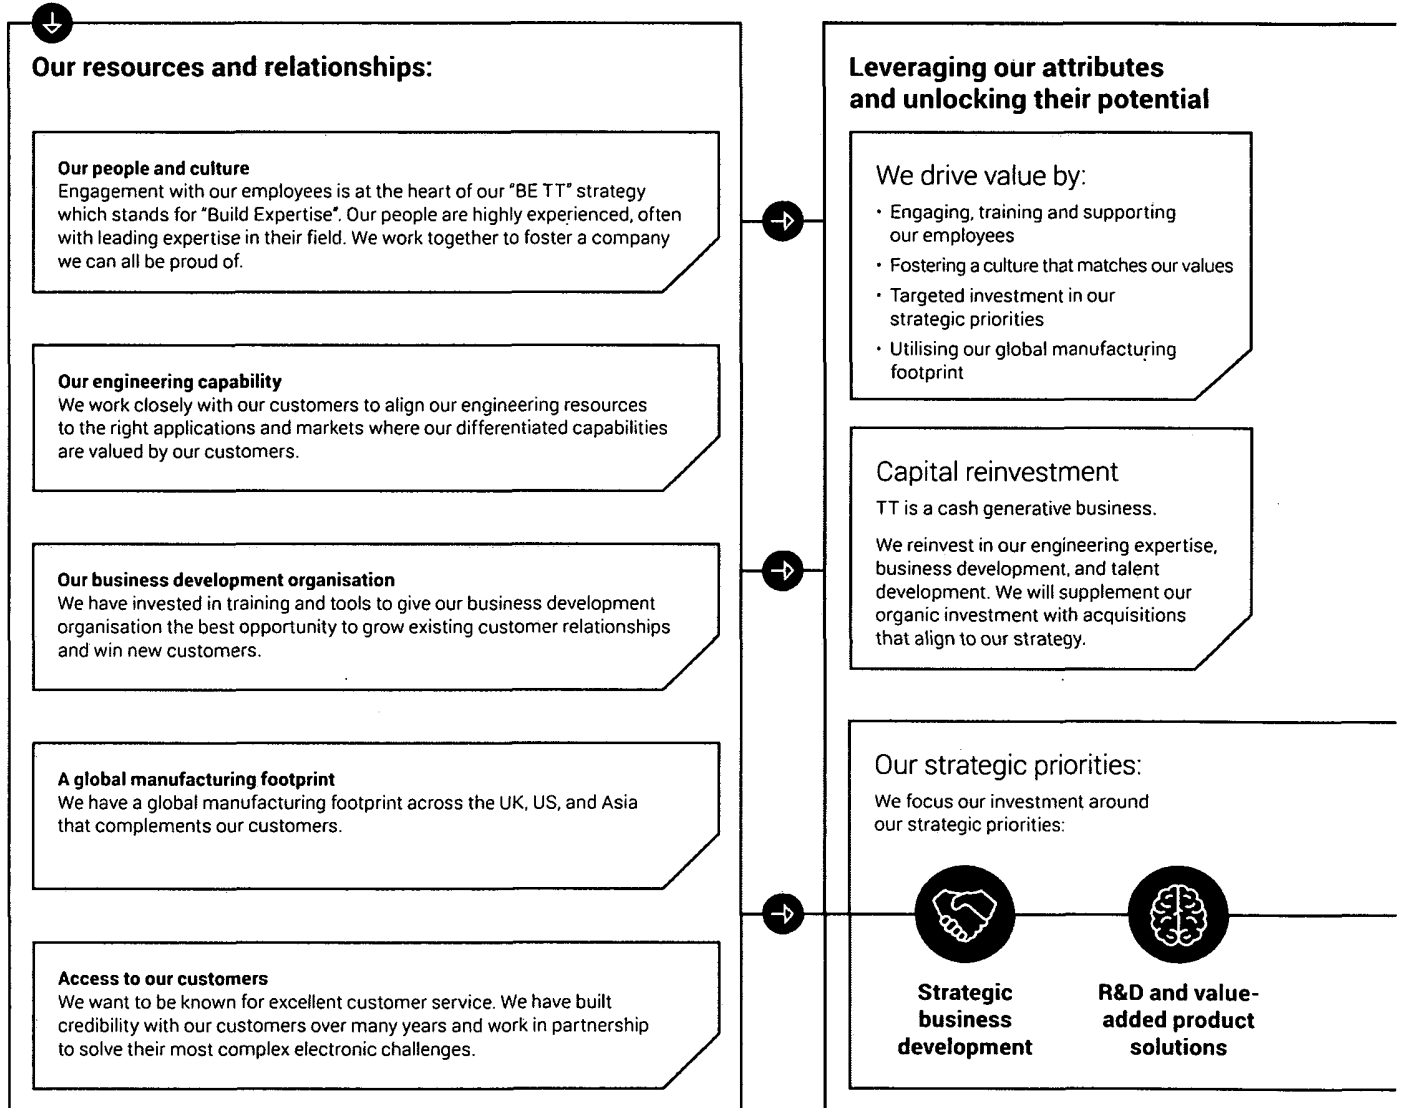 Our resources and relationships:
Our people and culture
Engagement with our employees is at the heart of our "BE TT" strategy
which stands for "Build Expertise". Our people are highly experienced, often
with leading expertise in their field. We work together to foster a company
we can all be proud of.
Our engineering capability
We work closely with our customers to align our engineering resources
to the right applications and markets where our differentiated capabilities
are valued by our customers.
Our business development organisation
We have invested in training and tools to give our business development
organisation the best opportunity to grow existing customer relationships
and win new customers.
A global manufacturing footprint
We have a global manufacturing footprint across the UK, US, and Asia
that complements our customers.
Access to our customers
We want to be known for excellent customer service. We have built
credibility with our customers over many years and work in partnership
to solve their most complex electronic challenges.
Leveraging our attributes
and unlocking their potential
We drive value by:
• Engaging, training and supporting
our employees
• Fostering a culture that matches our values
• Targeted investment in our
strategic priorities
• Utilising our global manufacturing
footprint
Capital reinvestment
TT is a cash generative business.
We reinvest in our engineering expertise,
business development, and talent
development. We will supplement our
organic investment with acquisitions
that align to our strategy.
Our strategic priorities:
We focus our investment around
our strategic priorities:
Strategic
business
development
R&D and value-
added product
solutions